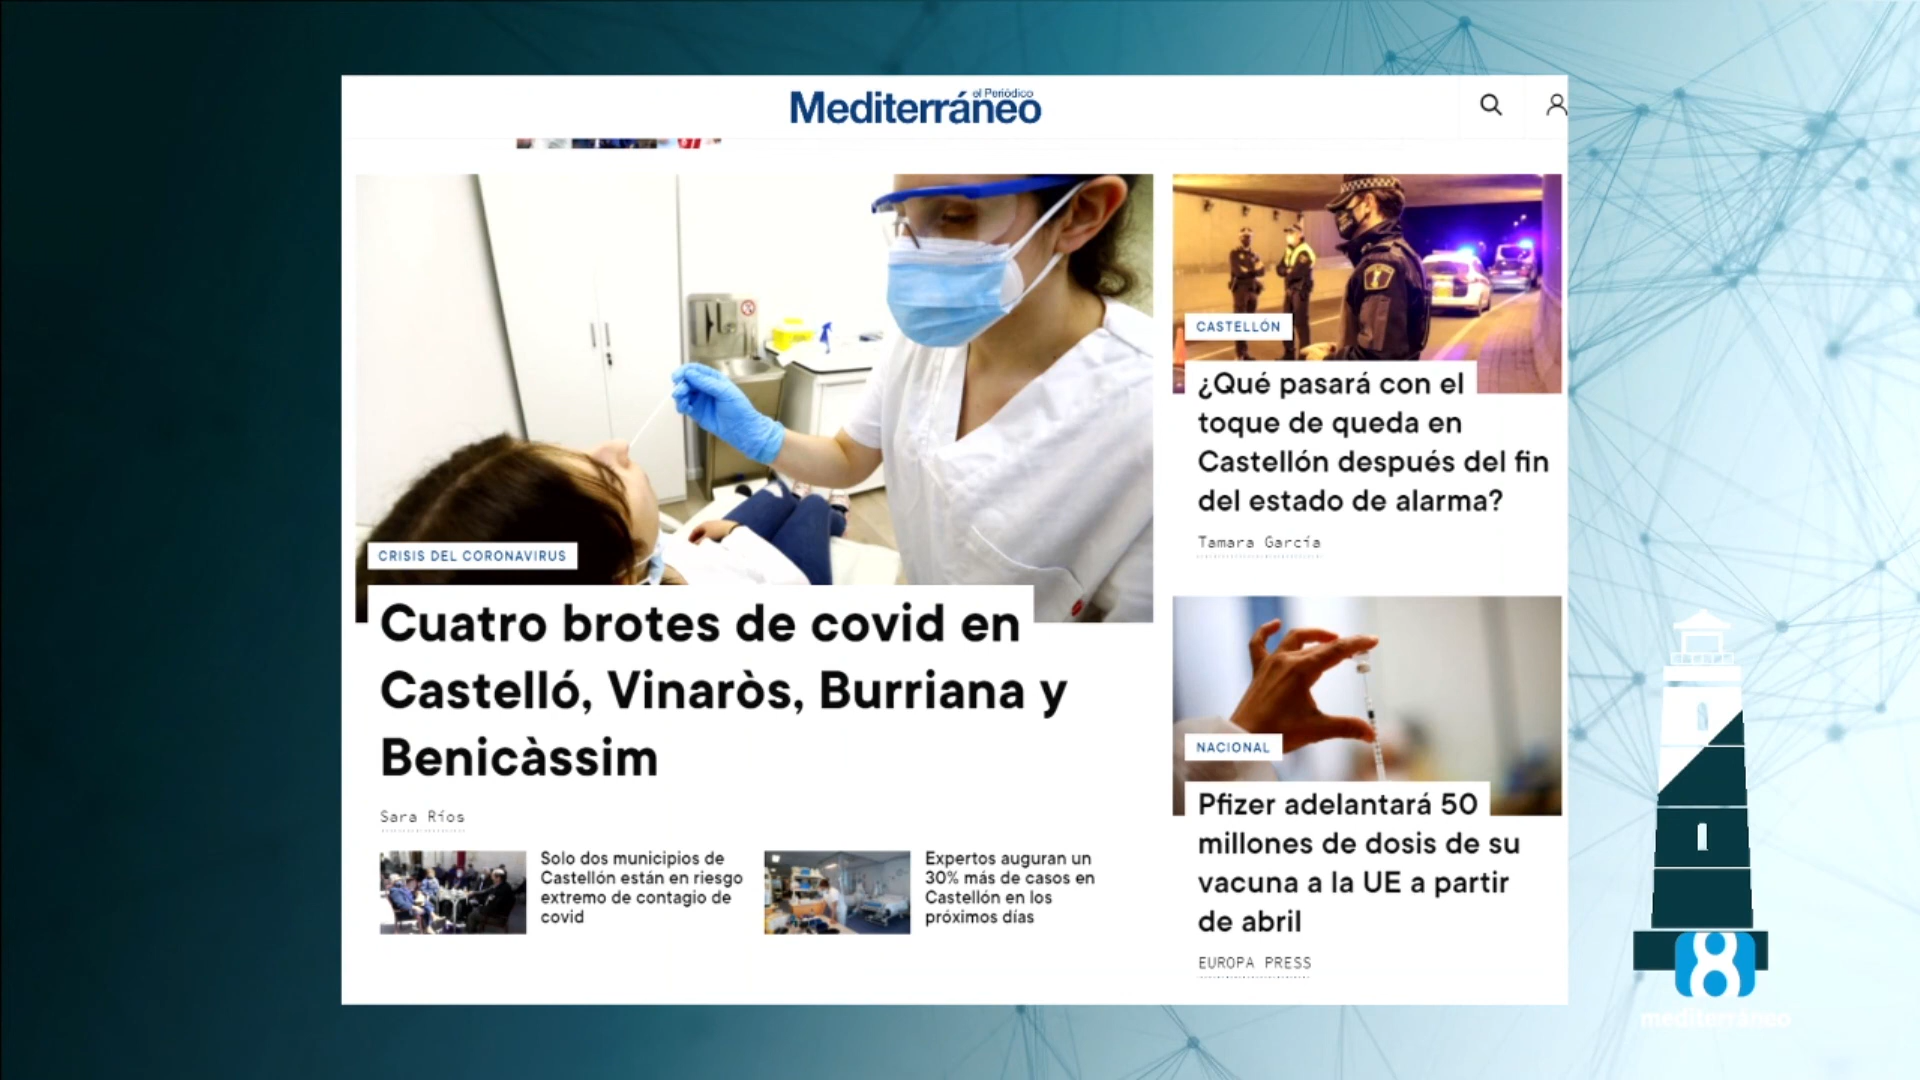 el Periódico
Mediterráneo
CRISIS DEL CORONAVIRUS
Cuatro brotes de covid en
Castelló, Vinaròs, Burriana y
Benicàssim
Sara Ríos
Solo dos municipios de
Castellón están en riesgo
extremo de contagio de
covid
Expertos auguran un
30% más de casos en
Castellón en los
próximos días
CASTELLÓN
¿Qué pasará con el
toque de queda en
Castellón después del fin
del estado de alarma?
Tamara García
NACIONAL
Pfizer adelantará 50
millones de dosis de su
vacuna a la UE a partir
de abril
EUROPA PRESS
8
mediterráneo